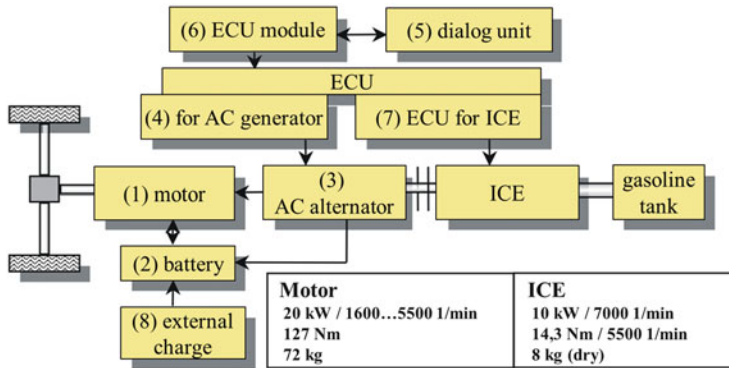 (6) ECU module
(5) dialog unit
ECU
(4) for AC generator
(7) ECU for ICE
(1) motor
(3)
AC alternator
ICE
gasoline
tank
(2) battery
(8) external
charge
Motor
20 kW / 1600…5500 1/min
127 Nm
72 kg
ICE
10 kW / 7000 1/min
14,3 Nm / 5500 1/min
8 kg (dry)